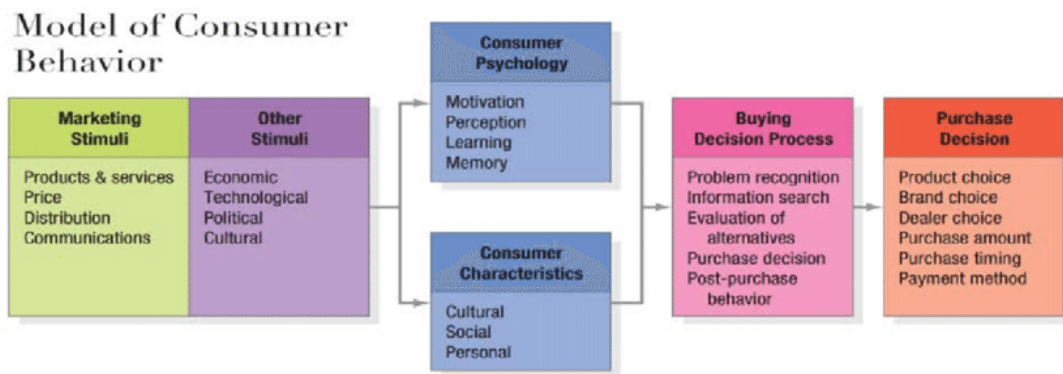 Model of Consumer
Behavior
Marketing
Stimuli
Products & services
Price
Distribution
Communications
Other
Stimuli
Economic
Technological
Political
Cultural
Consumer
Psychology
Motivation
Perception
Learning
Memory
Consumer
Characteristics
Cultural
Social
Personal
Buying
Decision Process
Problem recognition
Information search
Evaluation of
alternatives
Purchase decision
Post-purchase
behavior
Purchase
Decision
Product choice
Brand choice
Dealer choice
Purchase amount
Purchase timing
Payment method